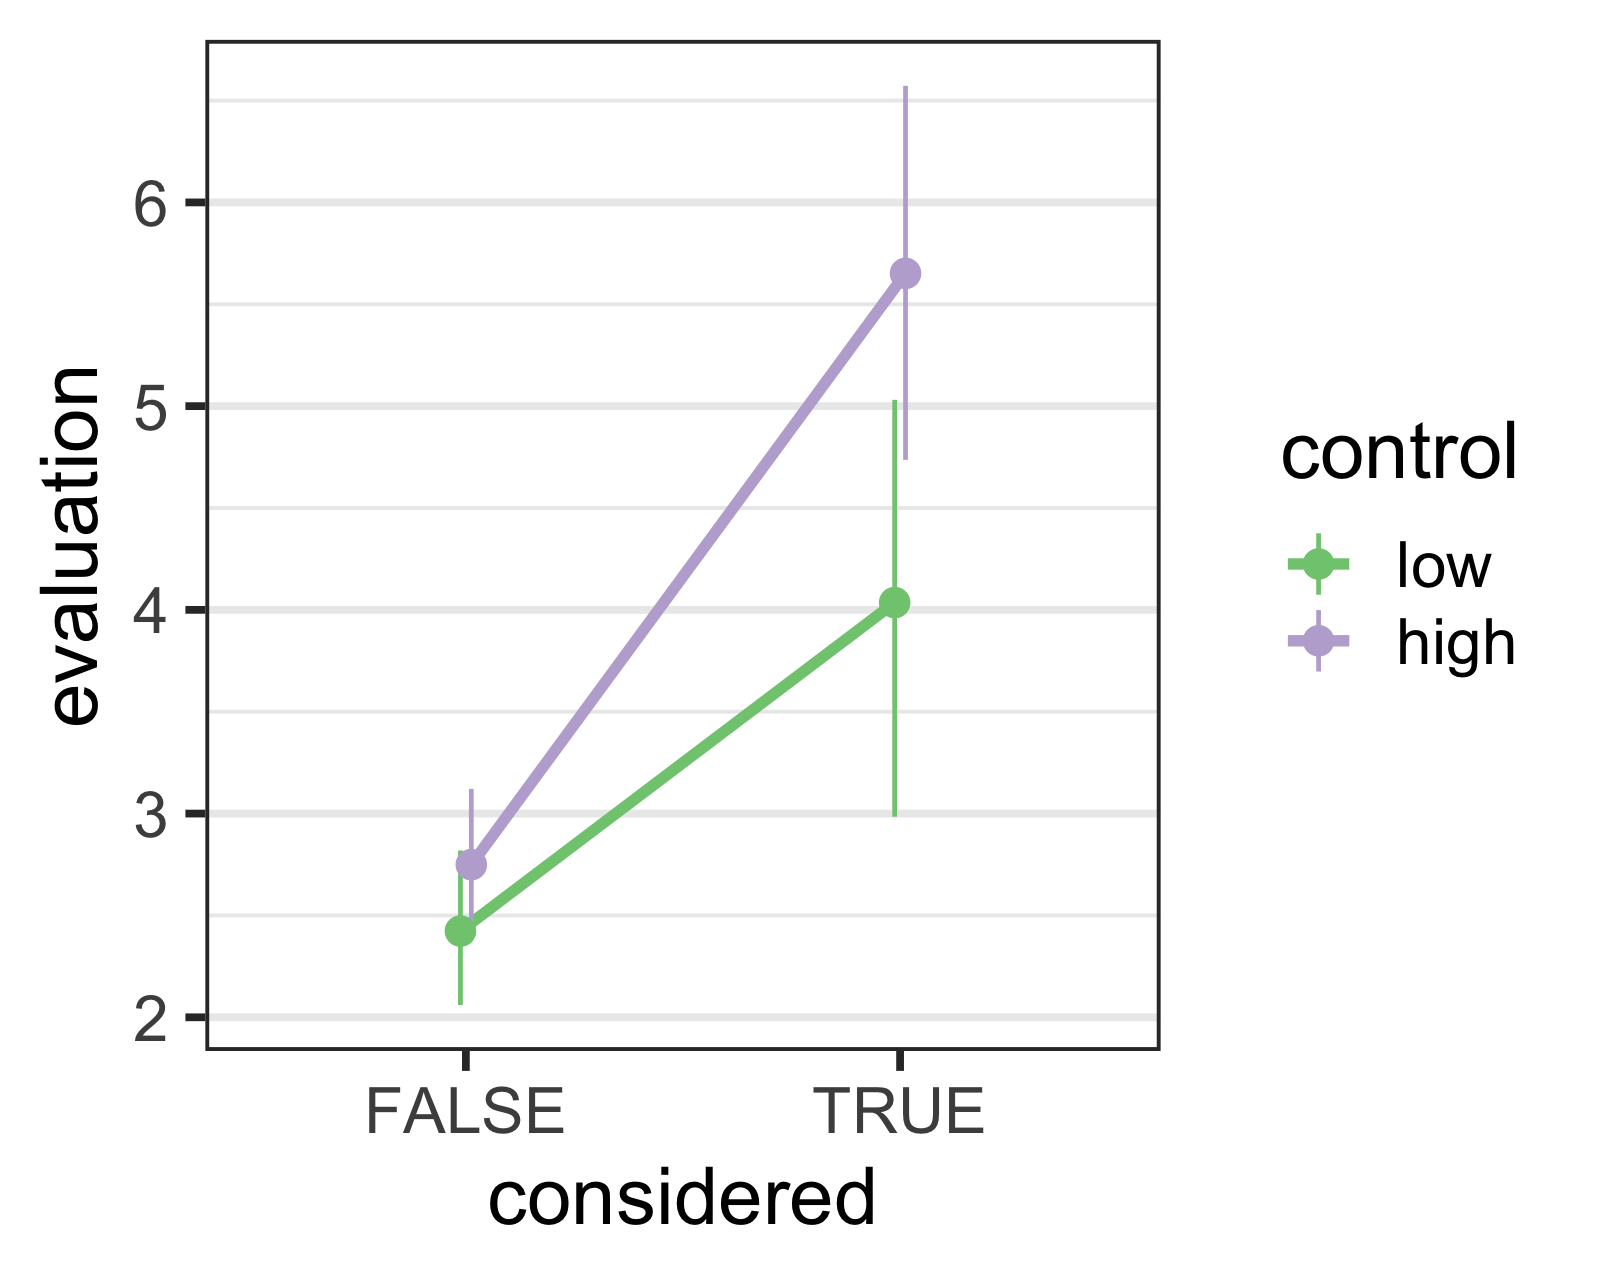 evaluation
6
5
4
3
2
FALSE TRUE
considered
control
low
high